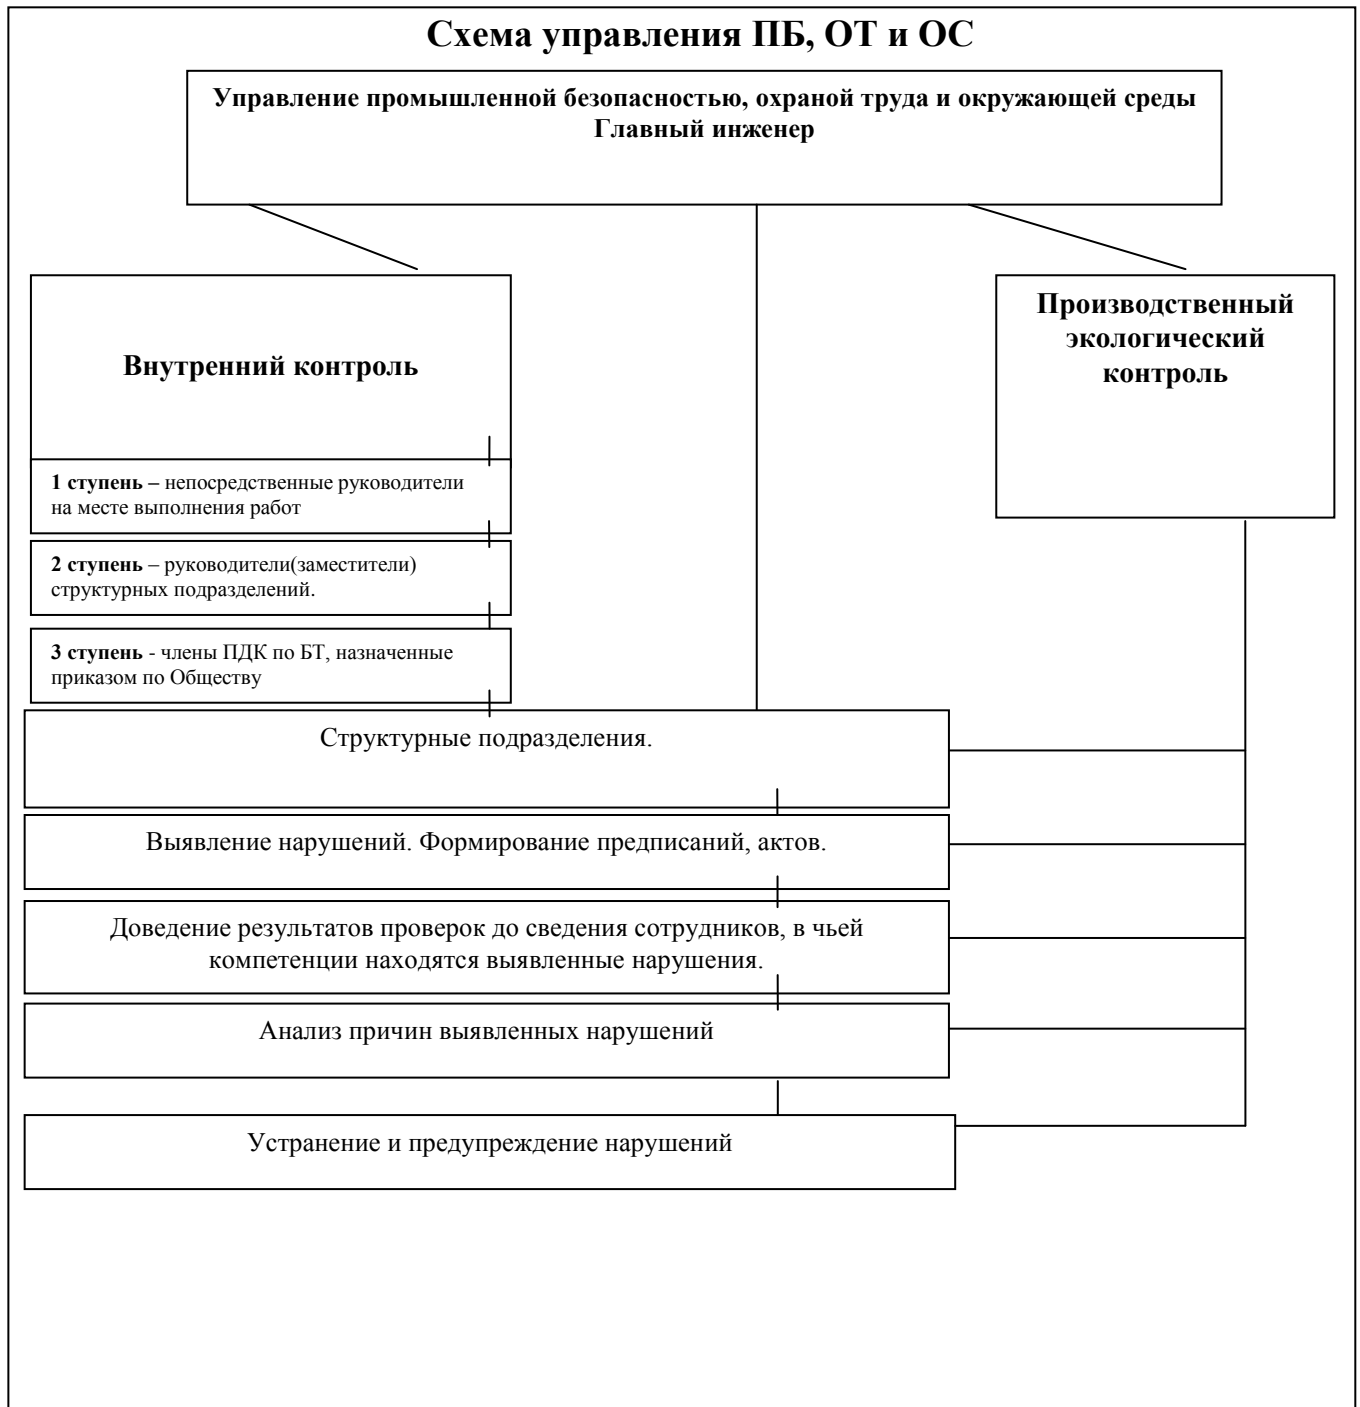 Схема управления ПБ, ОТ и ОС
Управление промышленной безопасностью, охраной труда и окружающей среды
Главный инженер
Внутренний контроль
Производственный
экологический
контроль
1 ступень – непосредственные руководители
на месте выполнения работ
2 ступень – руководители(заместители)
структурных подразделений.
3 ступень - члены ПДК по БТ, назначенные
приказом по Обществу
Структурные подразделения.
Выявление нарушений. Формирование предписаний, актов.
Доведение результатов проверок до сведения сотрудников, в чьей
компетенции находятся выявленные нарушения.
Анализ причин выявленных нарушений
Устранение и предупреждение нарушений